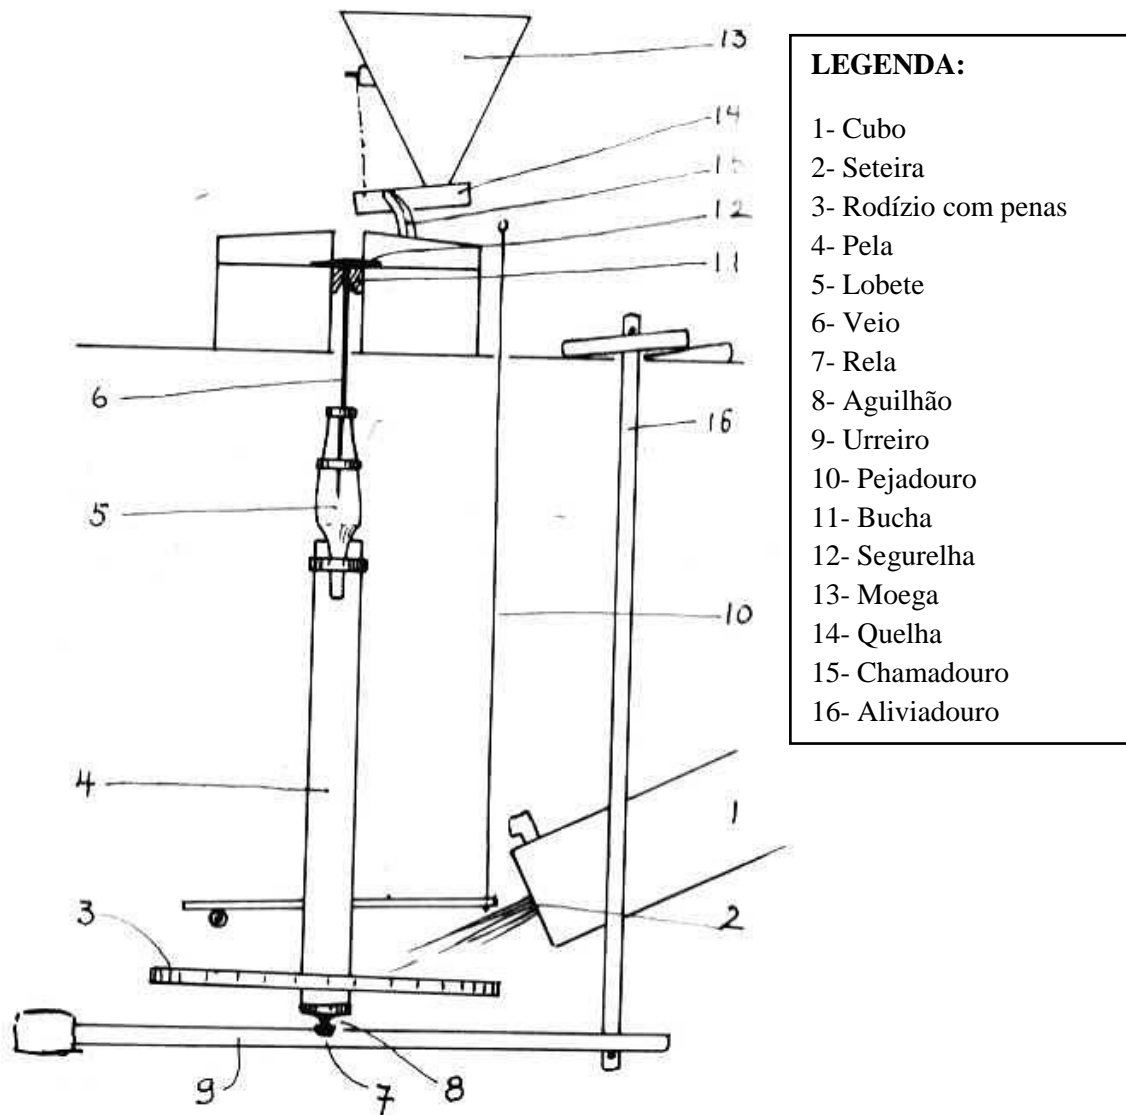 13
14
15
12
11
6
16
5
10
4
1
3
2
9
7
8
LEGENDA:
1- Cubo
2- Seteira
3- Rodízio com penas
4- Pela
5- Lobete
6- Veio
7- Rela
8- Aguilhão
9- Urreiro
10- Pejadouro
11- Bucha
12- Segurelha
13- Moega
14- Quelha
15- Chamadouro
16- Aliviadouro